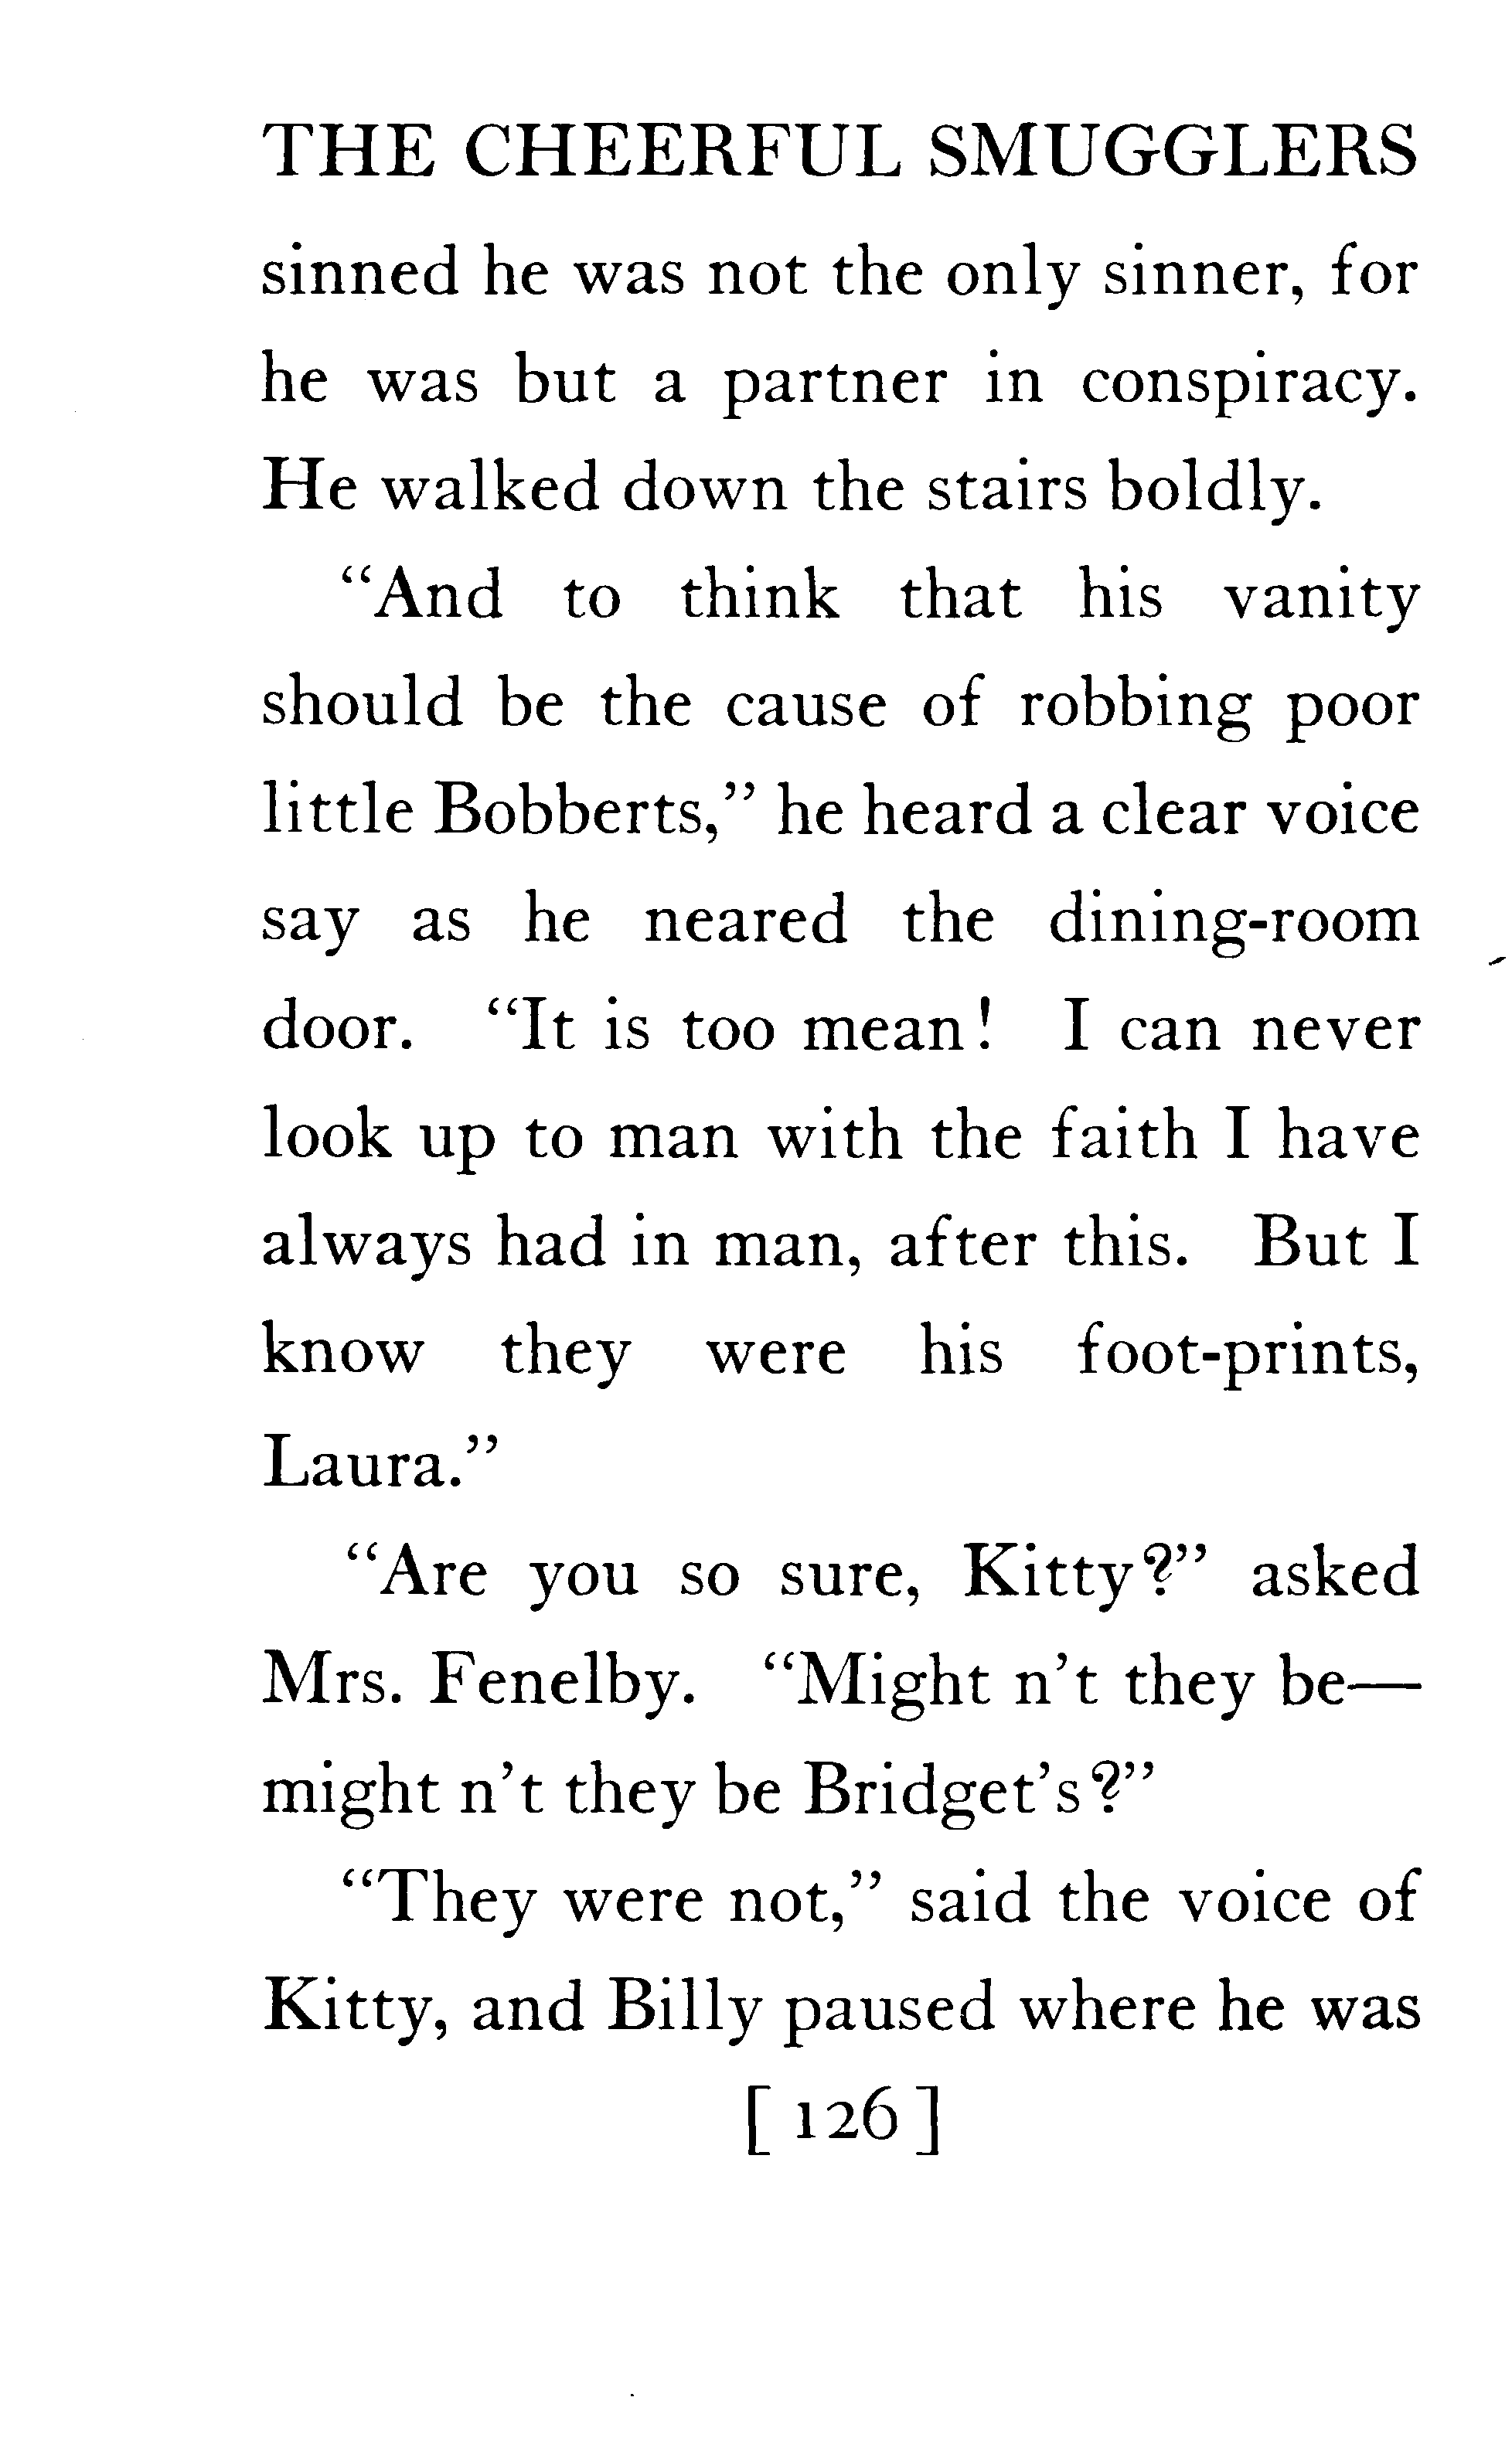 THE CHEERFUL SMUGGLERS
sinned he was not the only sinner, for
he was but a partner in conspiracy.
He walked down the stairs boldly.
“And to think that his vanity
should be the cause of robbing poor
little Bobberts,” he heard a clear voice
say as he neared the dining-room
door. “It is too mean! I can never
look up to man with the faith I have
always had in man, after this. But I
know they were his foot-prints,
Laura.”
“Are you so sure, Kitty?” asked
Mrs. Fenelby. “Might n’t they be—
might n’t they be Bridget’s?”
“They were not,” said the voice of
Kitty, and Billy paused where he was
[ 126 ]